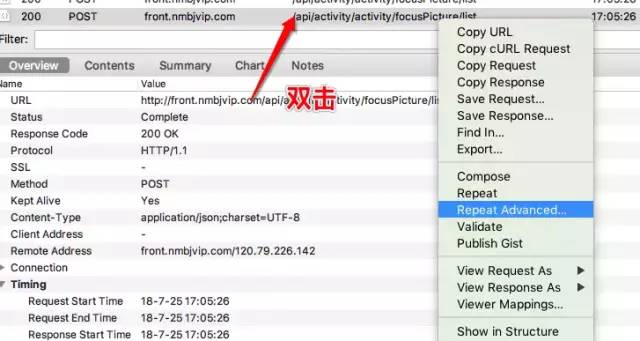 200 POST front.nmbjvip.com /api/activity/activity/focusPicture/list 17:05:26
200 POST front.nmbjvip.com /api/activity/activity/focusPicture/list 17:05:26
Filter:
Overview Contents Summary Chart Notes
Name Value
URL http://front.nmbjvip.com/api/activity/focusPicture/lis
双击
Status Complete
Response Code 200 OK
Protocol HTTP/1.1
SSL -
Method POST
Kept Alive Yes
Content-Type application/json;charset=UTF-8
Client Address -
Remote Address front.nmbjvip.com/120.79.226.142
Connection
Timing
Request Start Time 18-7-25 17:05:26
Request End Time 18-7-25 17:05:26
Response Start Time 18-7-25 17:05:26
Copy URL
Copy cURL Request
Copy Request
Copy Response
Save Request...
Save Response...
Find In...
Export...
Compose
Repeat
Repeat Advanced...
Validate
Publish Gist
View Request As
View Response As
Viewer Mappings...
Show in Structure